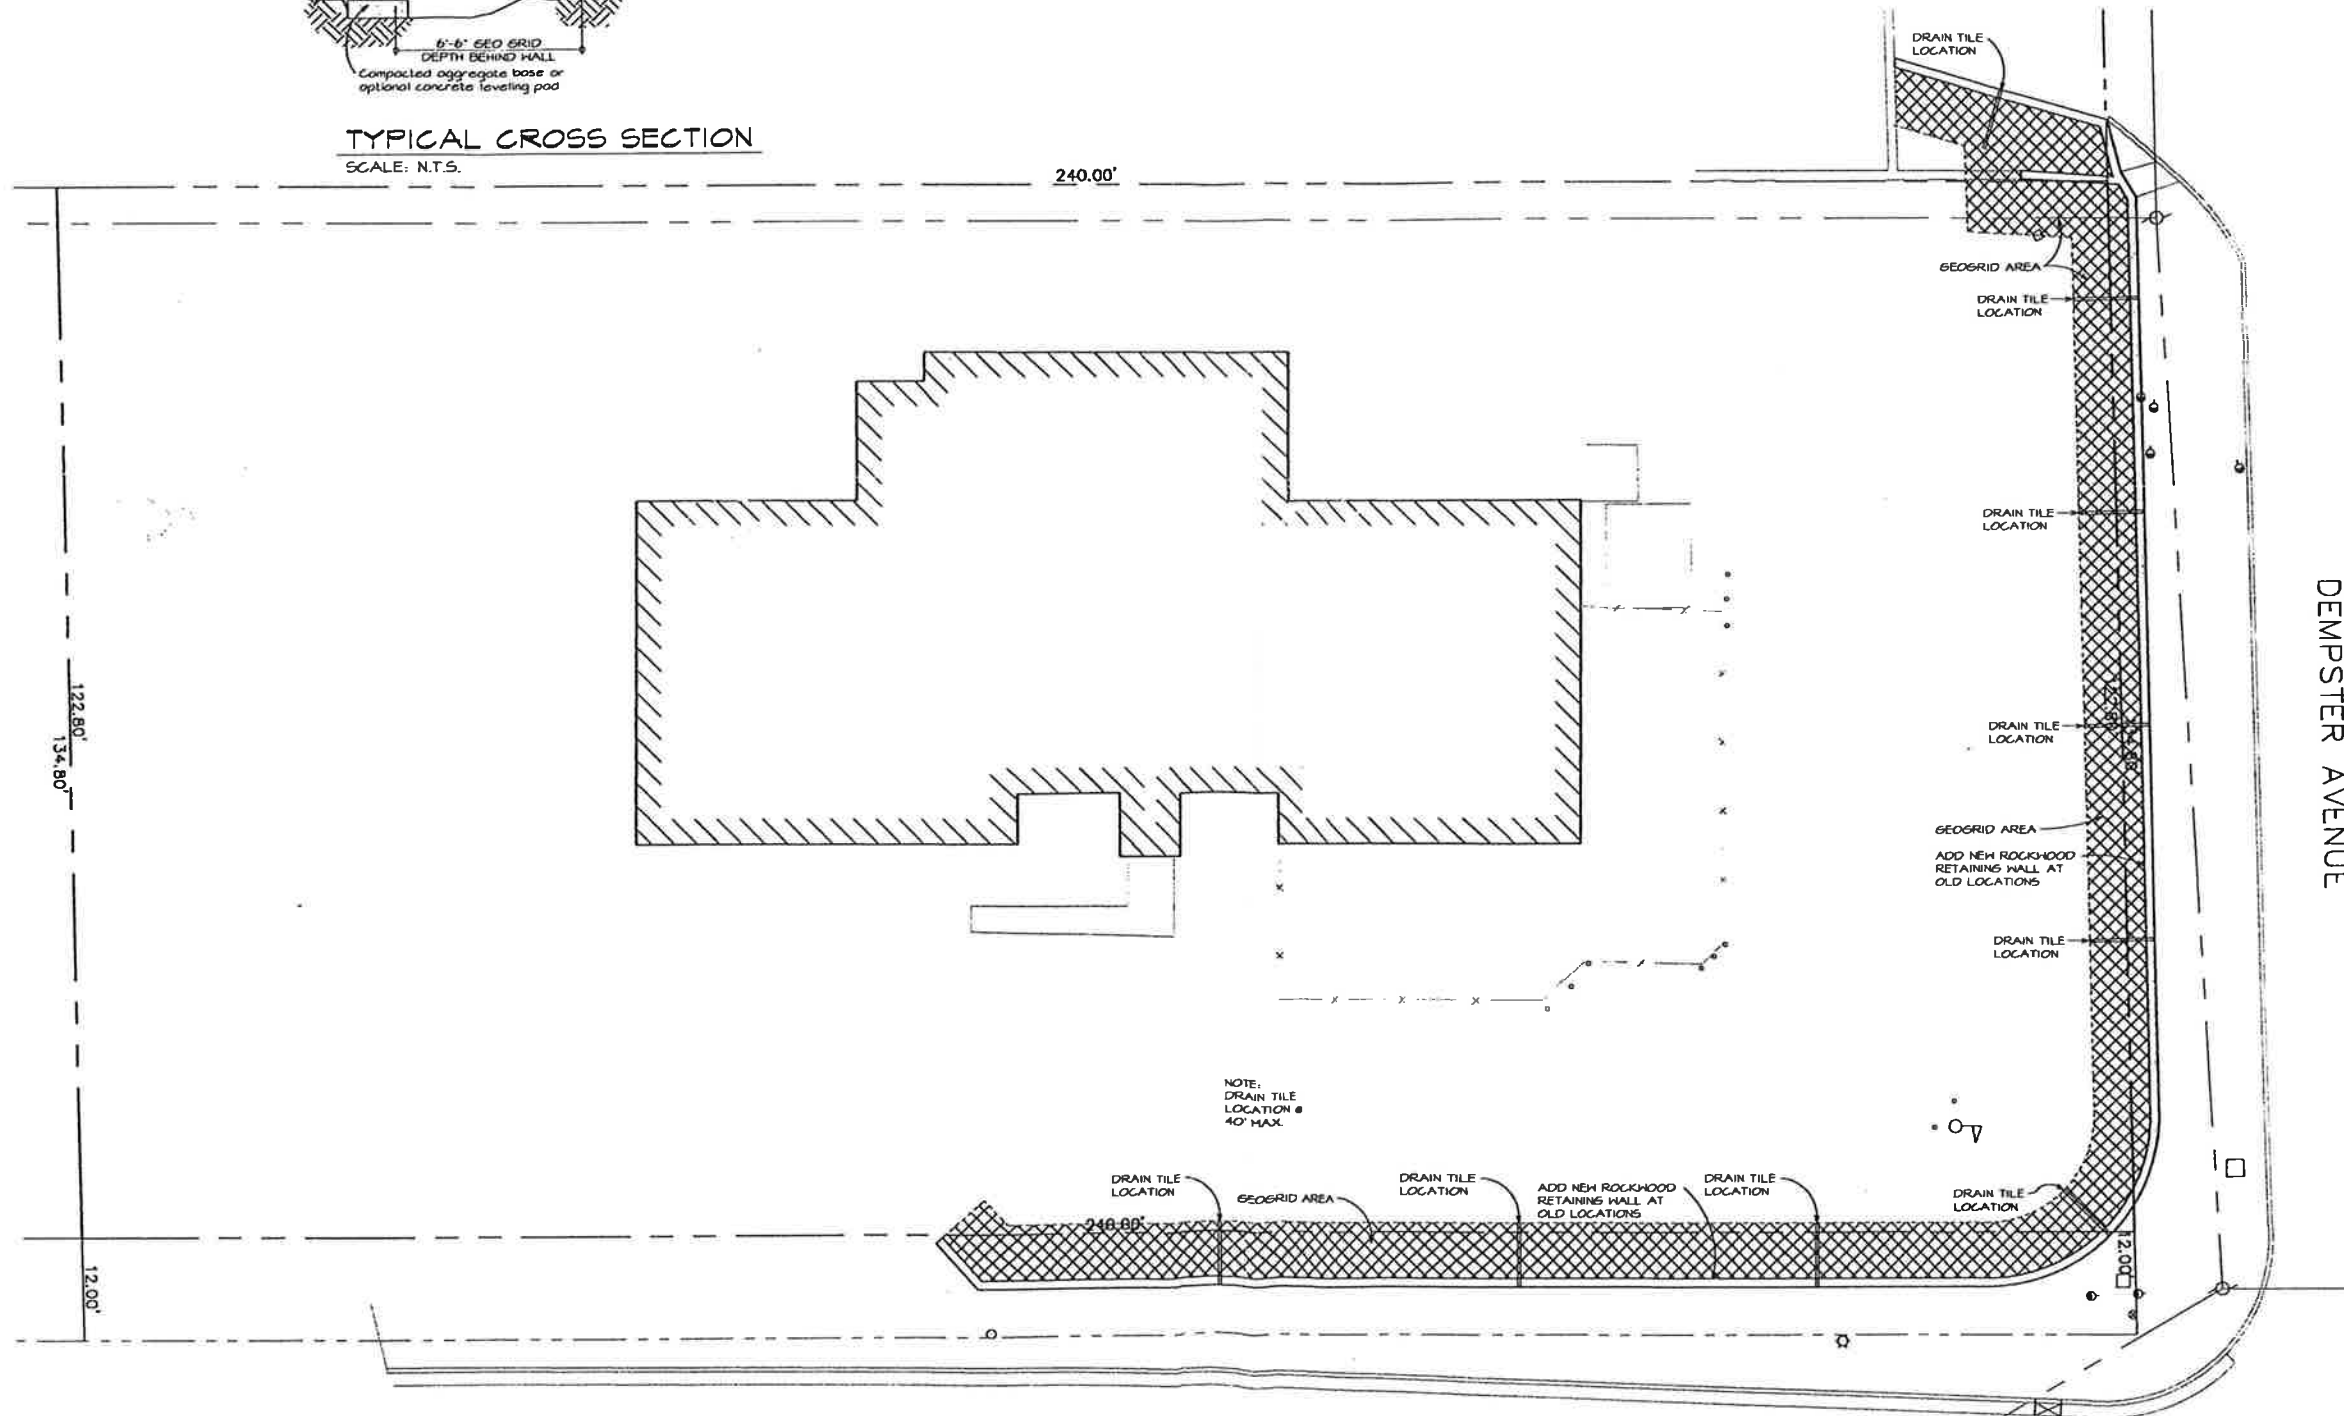 6'-6" GEO GRID
DEPTH BEHIND WALL
Compacted aggregate base or
optional concrete leveling pad
TYPICAL CROSS SECTION
SCALE: N.T.S.
240.00'
DRAIN TILE
LOCATION
GEOGRID AREA
DRAIN TILE
LOCATION
DRAIN TILE
LOCATION
DRAIN TILE
LOCATION
GEOGRID AREA
ADD NEW ROCKWOOD
RETAINING WALL AT
OLD LOCATIONS
DRAIN TILE
LOCATION
DEMPSTER AVENUE
122.80'
134.80'
122.80'
134.80'
NOTE:
DRAIN TILE
LOCATION @
40' MAX.
DRAIN TILE
LOCATION
GEOGRID AREA
DRAIN TILE
LOCATION
ADD NEW ROCKWOOD
RETAINING WALL AT
OLD LOCATIONS
DRAIN TILE
LOCATION
DRAIN TILE
LOCATION
240.00'
12.00'
12.00'